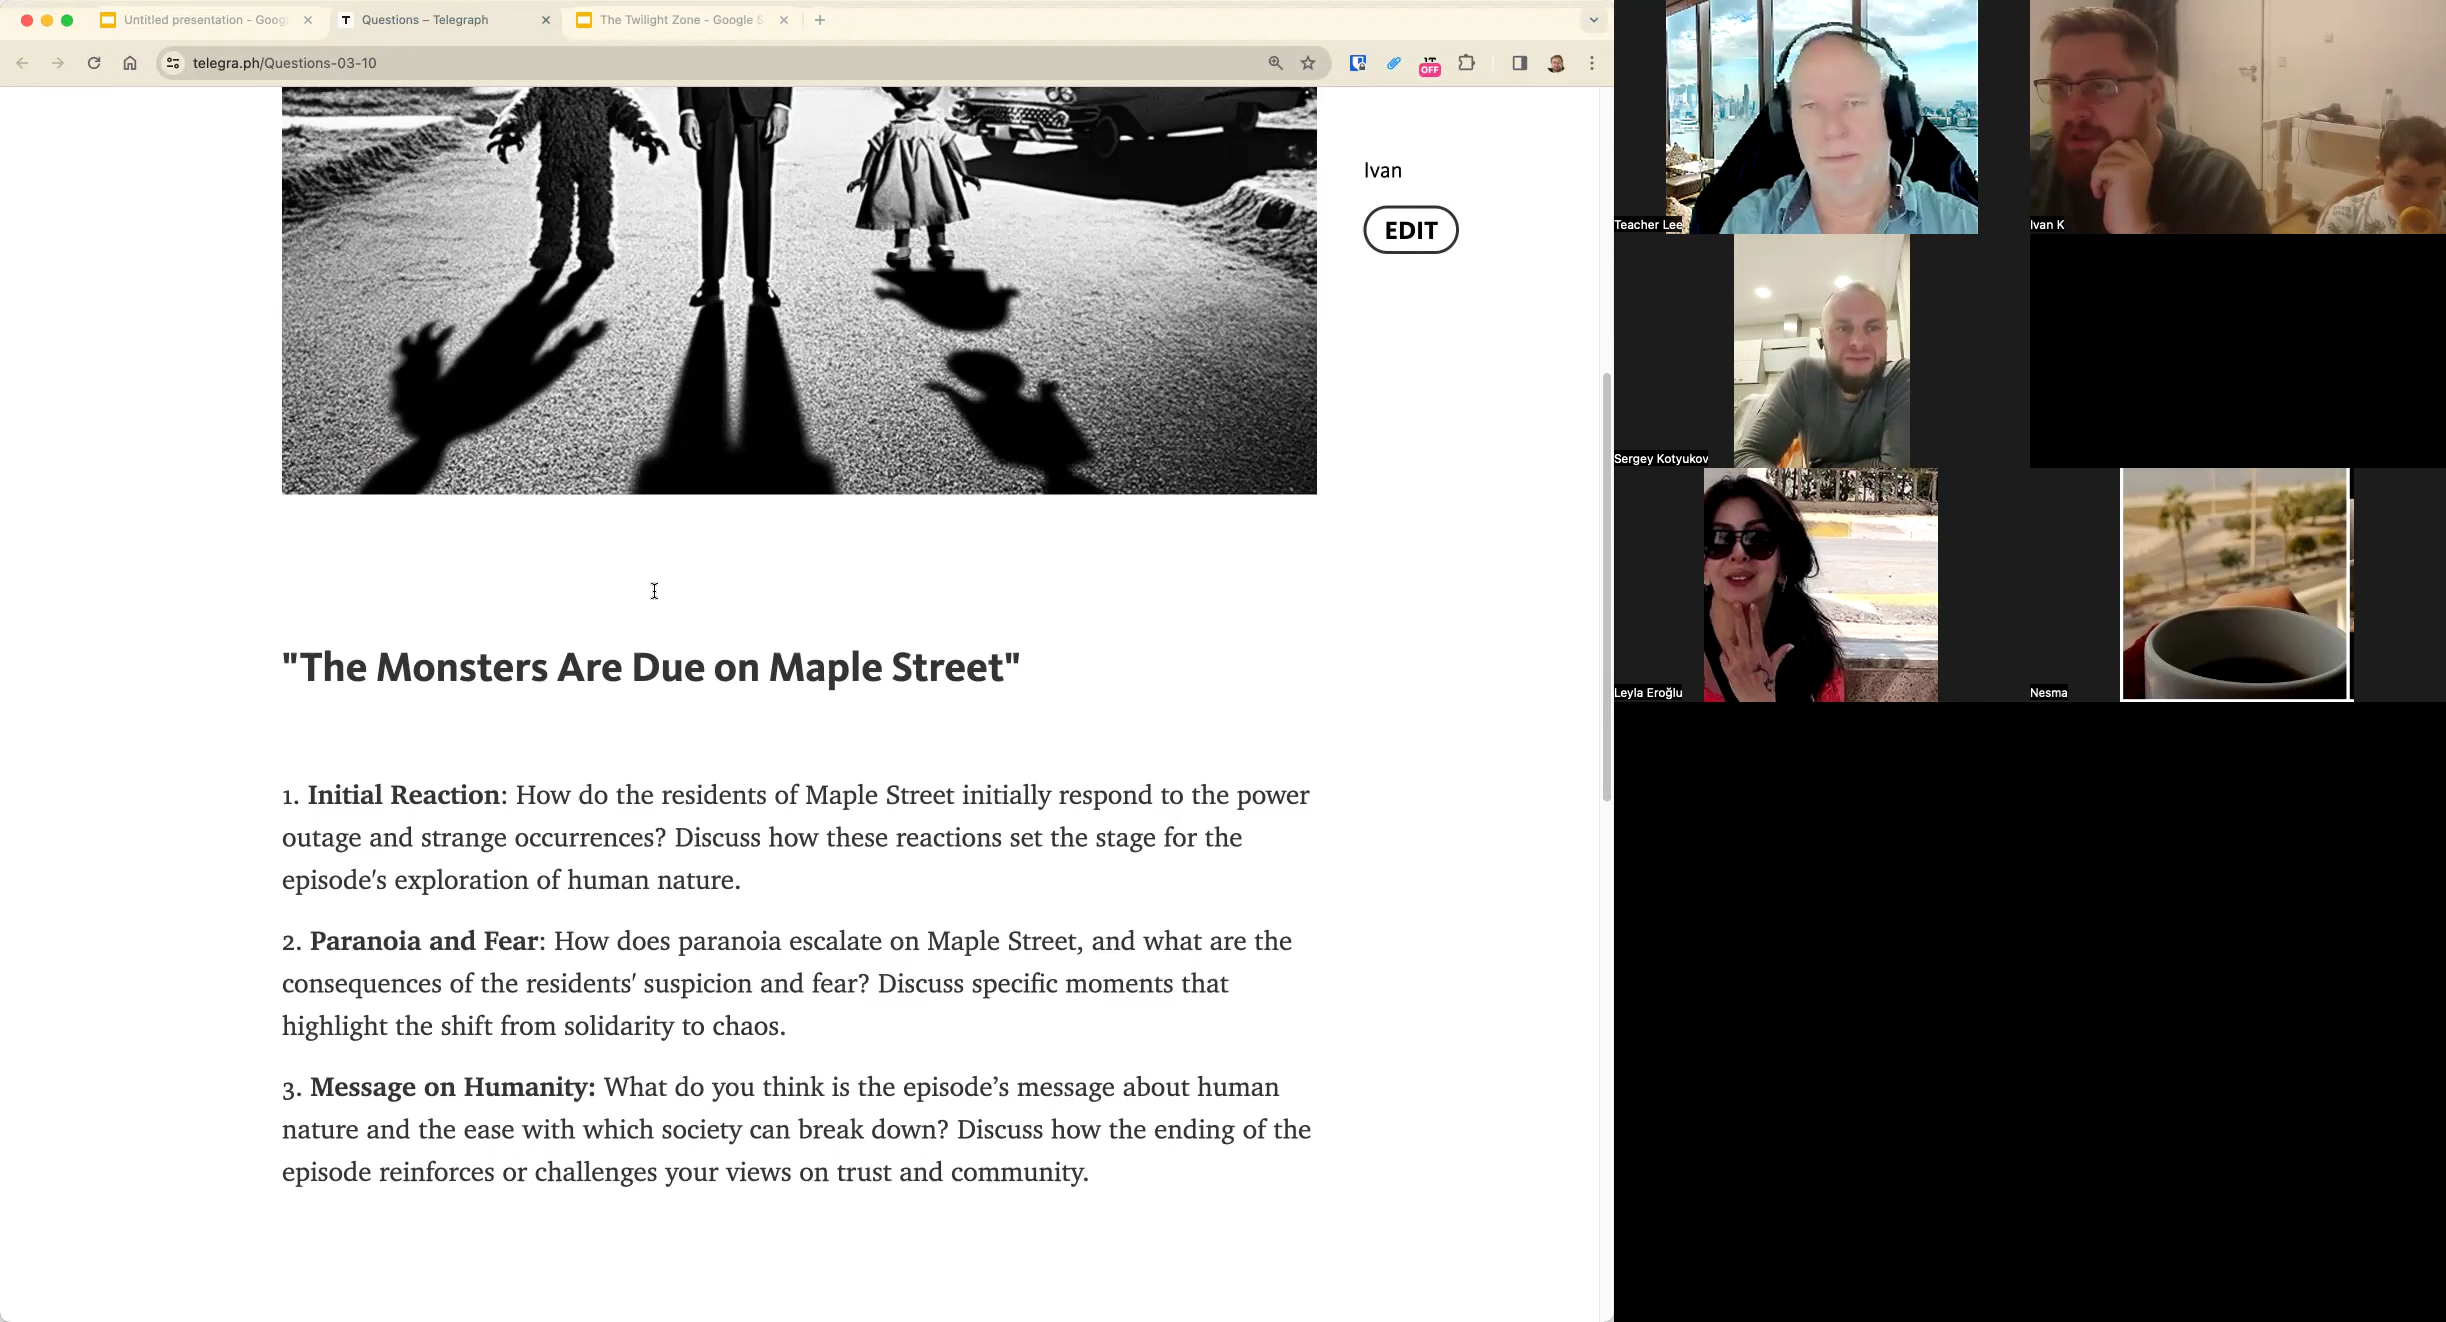 Untitled presentation - Goog
Questions – Telegraph
The Twilight Zone - Google S
telegra.ph/Questions-03-10
OFF
Ivan
EDIT
"The Monsters Are Due on Maple Street"
1. Initial Reaction: How do the residents of Maple Street initially respond to the power
outage and strange occurrences? Discuss how these reactions set the stage for the
episode's exploration of human nature.
2. Paranoia and Fear: How does paranoia escalate on Maple Street, and what are the
consequences of the residents' suspicion and fear? Discuss specific moments that
highlight the shift from solidarity to chaos.
3. Message on Humanity: What do you think is the episode’s message about human
nature and the ease with which society can break down? Discuss how the ending of the
episode reinforces or challenges your views on trust and community.
Teacher Lee
Ivan K
Sergey Kotyukov
Leyla Eroğlu
Nesma